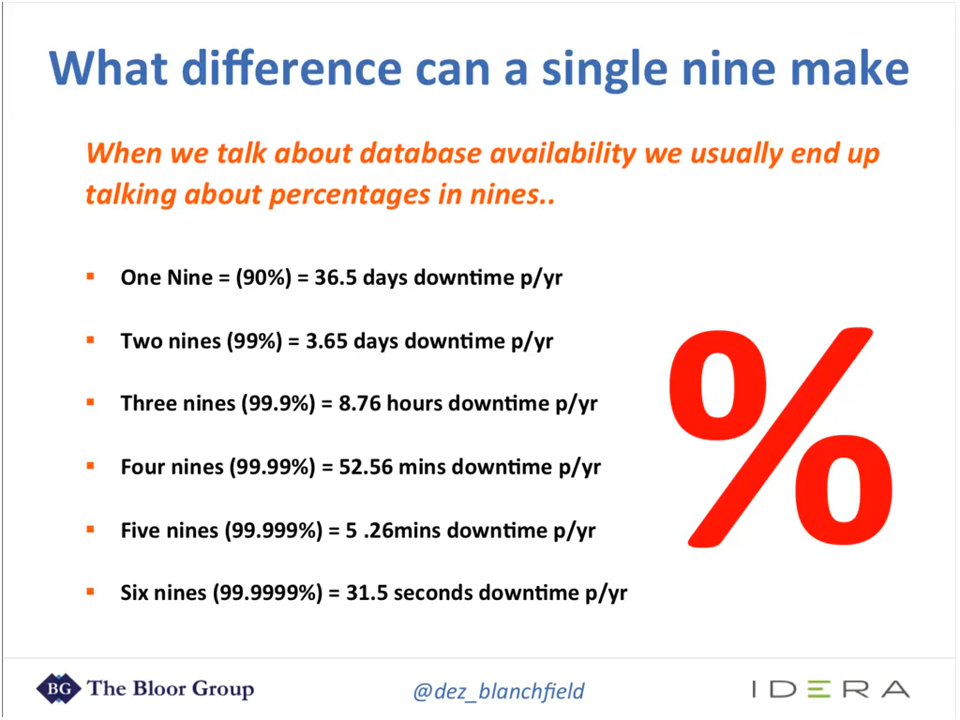 What difference can a single nine make
When we talk about database availability we usually end up
talking about percentages in nines..
▪ One Nine = (90%) = 36.5 days downtime p/yr
▪ Two nines (99%) = 3.65 days downtime p/yr
▪ Three nines (99.9%) = 8.76 hours downtime p/yr
▪ Four nines (99.99%) = 52.56 mins downtime p/yr
▪ Five nines (99.999%) = 5 .26mins downtime p/yr
▪ Six nines (99.9999%) = 31.5 seconds downtime p/yr
%
BG The Bloor Group
@dez_blanchfield
IDERA